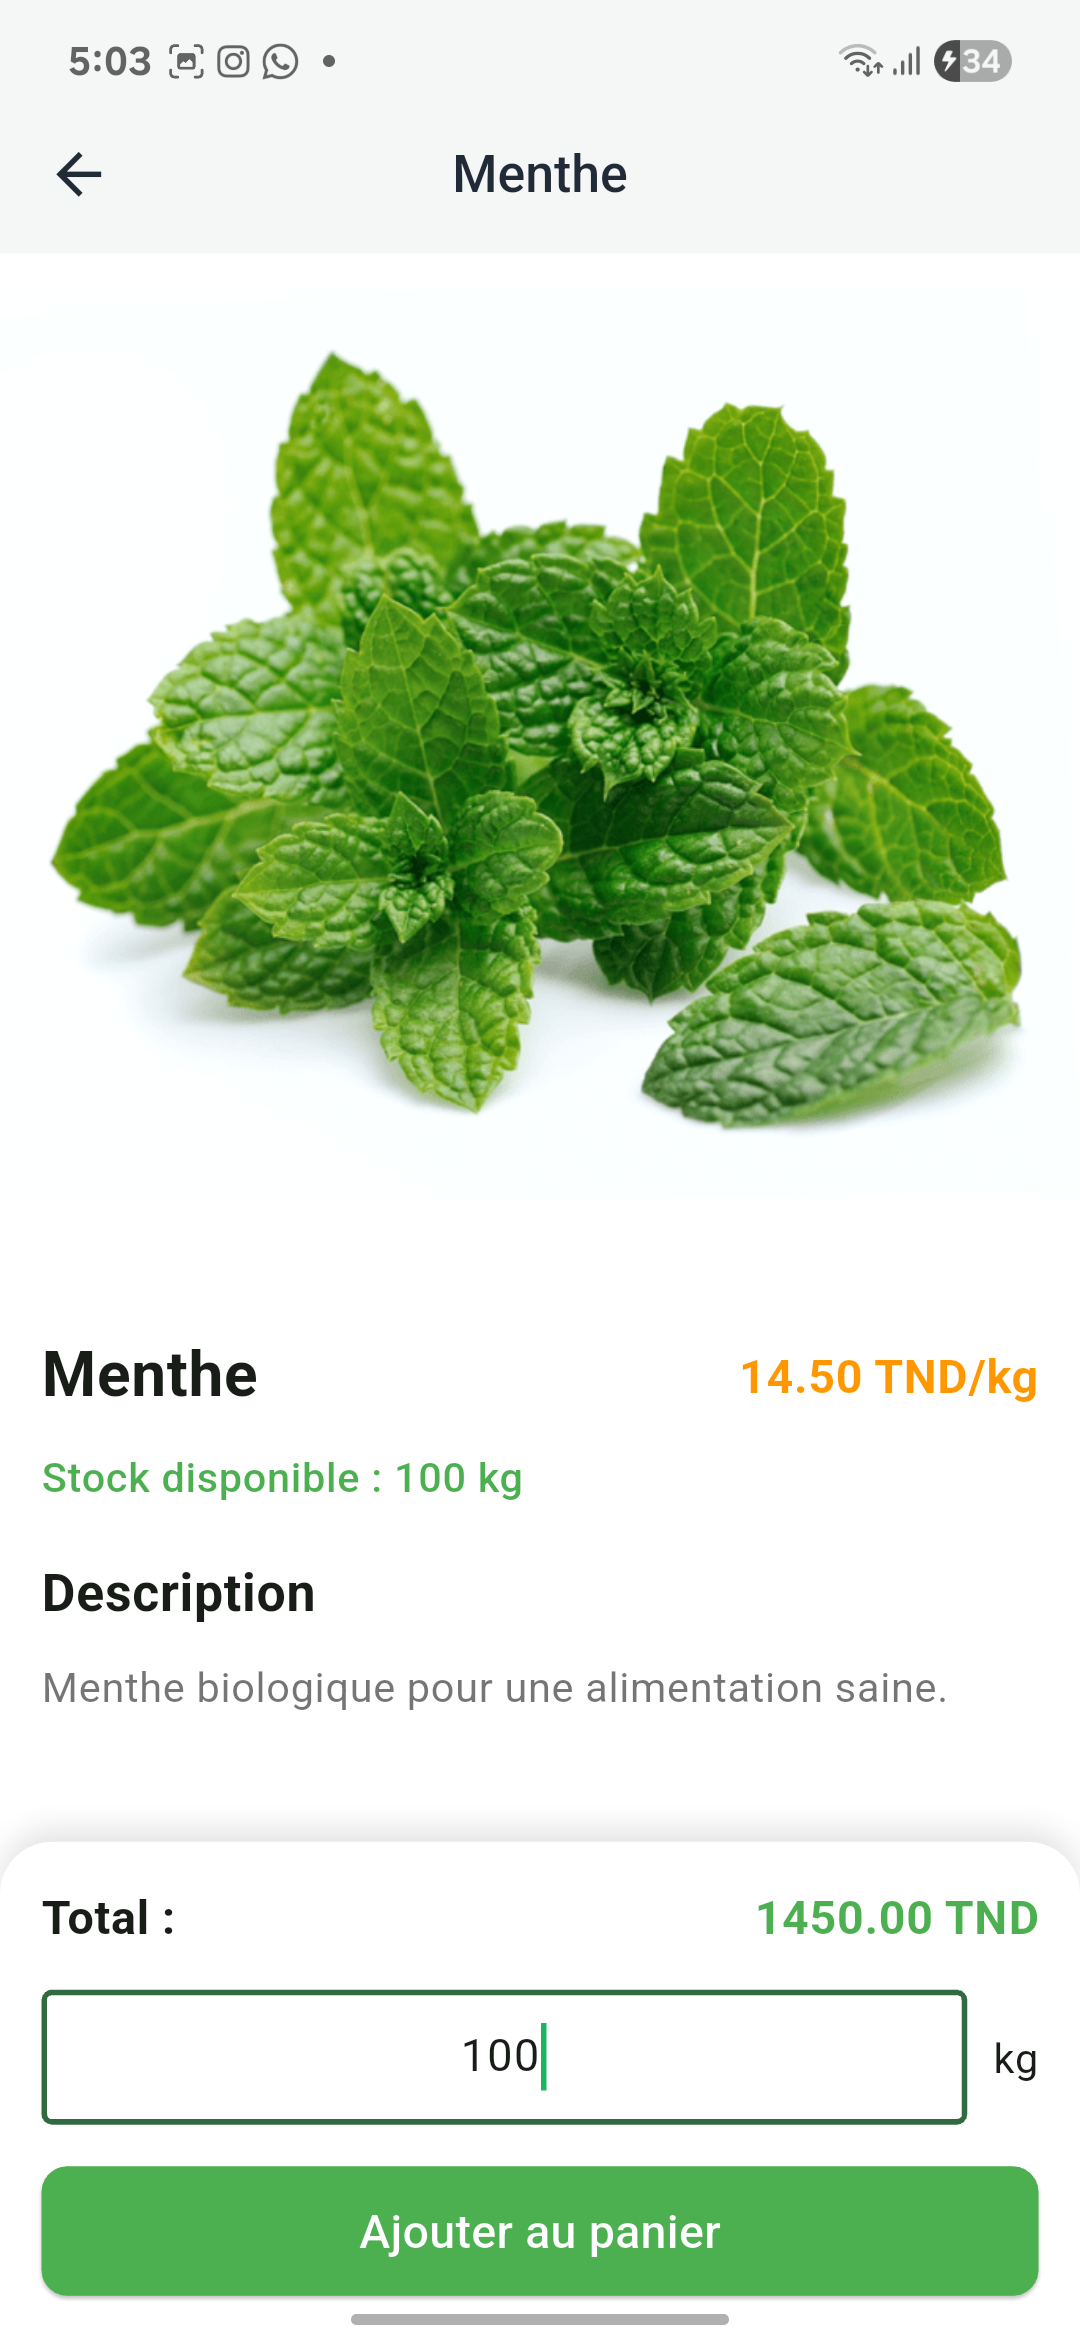 5:03
34
Menthe
Menthe
14.50 TND/kg
Stock disponible : 100 kg
Description
Menthe biologique pour une alimentation saine.
Total :
1450.00 TND
100
kg
Ajouter au panier